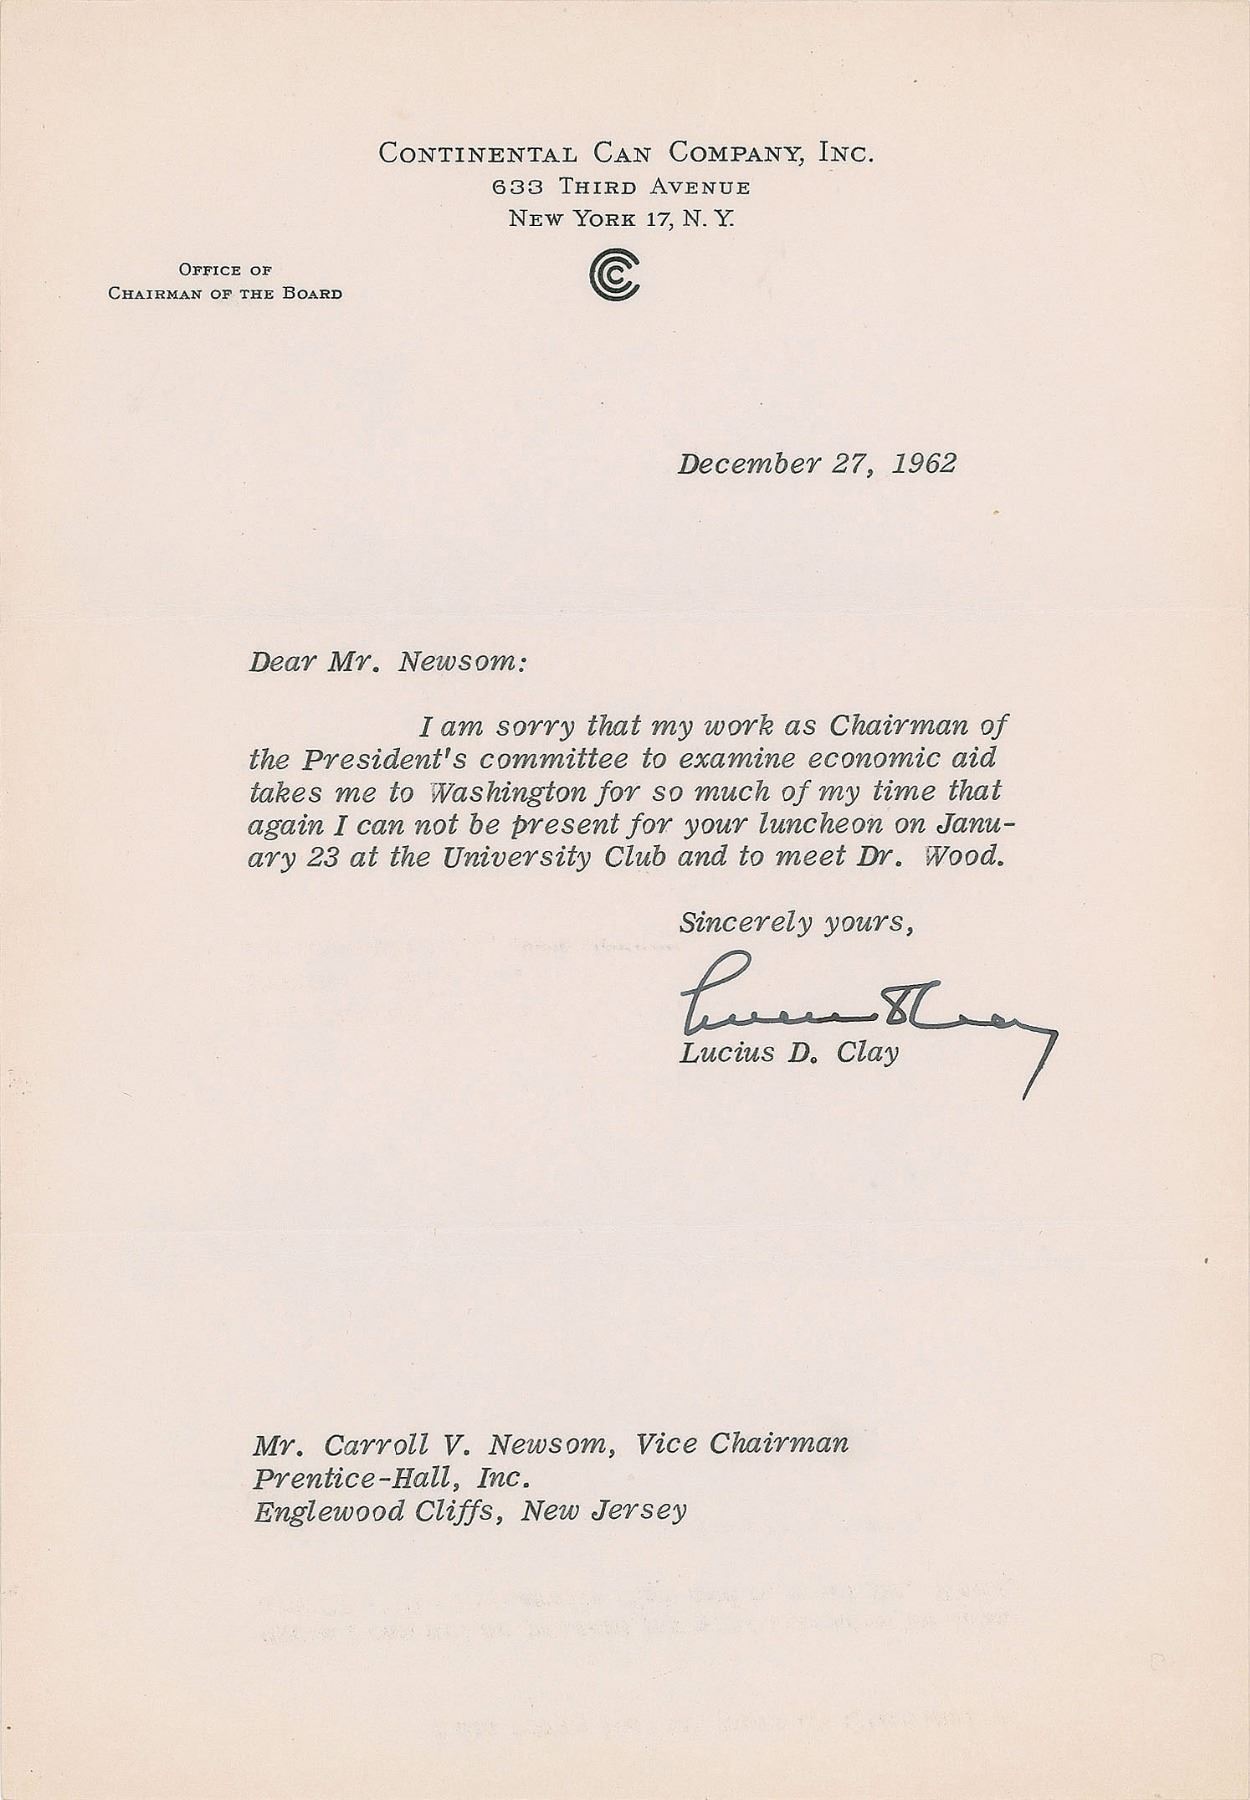 CONTINENTAL CAN COMPANY, INC.
633 THIRD AVENUE
NEW YORK 17, N. Y.
OFFICE OF
CHAIRMAN OF THE BOARD
December 27, 1962
Dear Mr. Newsom:
I am sorry that my work as Chairman of
the President's committee to examine economic aid
takes me to Washington for so much of my time that
again I can not be present for your luncheon on Janu-
ary 23 at the University Club and to meet Dr. Wood.
Sincerely yours,
Lucius D Clay
Lucius D. Clay
Mr. Carroll V. Newsom, Vice Chairman
Prentice-Hall, Inc.
Englewood Cliffs, New Jersey